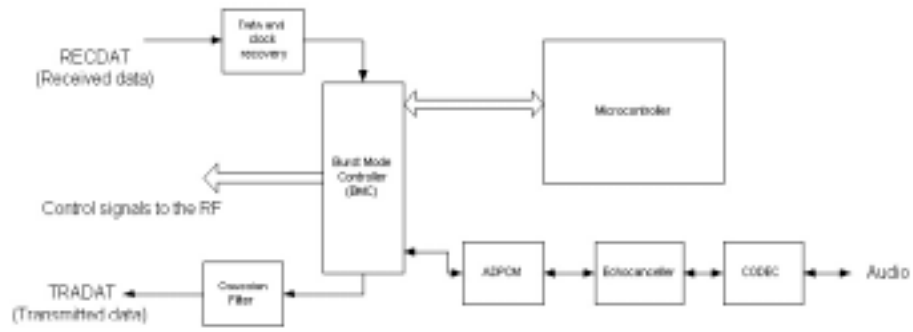 Data and
clock
recovery
RECDAT
(Received data)
Microcontroller
Burst Mode
Controller
(BMC)
Control signals to the RF
ADPCM
Echocanceller
CODEC
Audio
Gaussian
Filter
TRADAT
(Transmitted data)